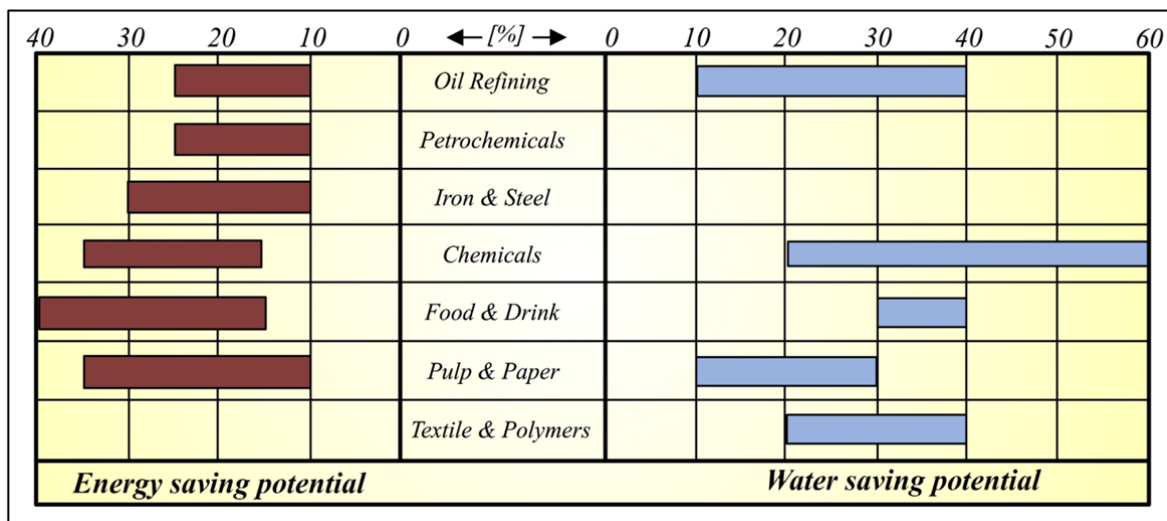 40 30 20 10 0 [%] 0 10 20 30 40 50 60
Oil Refining
Petrochemicals
Iron & Steel
Chemicals
Food & Drink
Pulp & Paper
Textile & Polymers
Energy saving potential Water saving potential